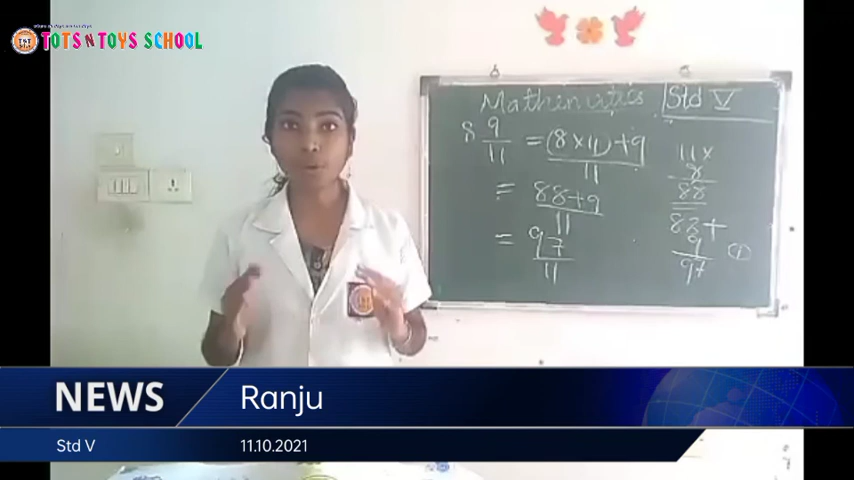 TOTS N TOYS SCHOOL
Mathematics Std V
8 9/11 = (8×11)+9/11
= 88+9/11
= 97/11
11×
8
88
88+
9
97
1
NEWS Ranju
Std V 11.10.2021